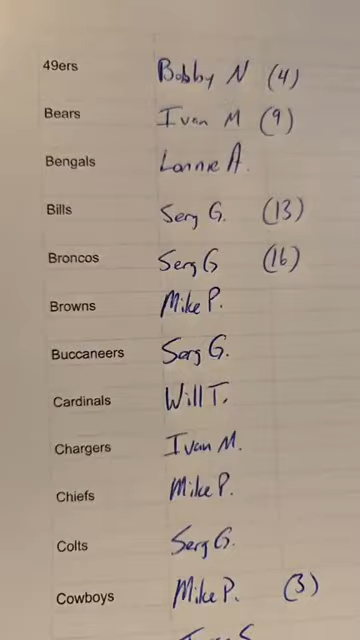 49ers Bobby N (4)
Bears Ivan M (9)
Bengals Lonnie A.
Bills Serg G. (13)
Broncos Serg G (16)
Browns Mike P.
Buccaneers Serg G.
Cardinals Will T.
Chargers Ivan M.
Chiefs Mike P.
Colts Serg G.
Cowboys Mike P. (3)